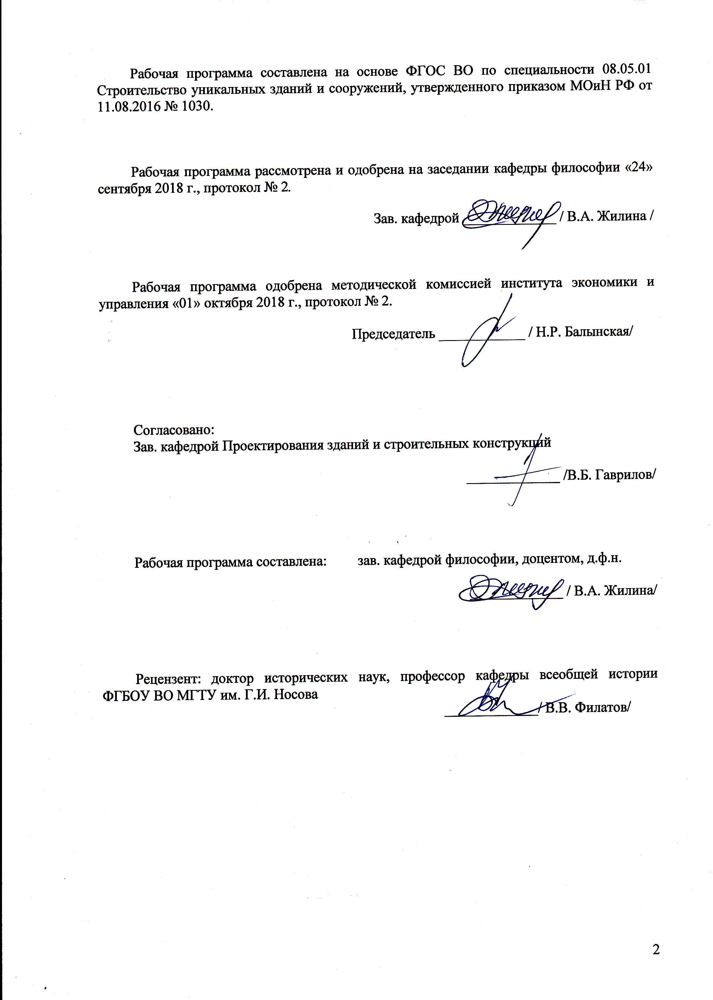 Рабочая программа составлена на основе ФГОС ВО по специальности 08.05.01
Строительство уникальных зданий и сооружений, утвержденного приказом МОиН РФ от
11.08.2016 № 1030.
Рабочая программа рассмотрена и одобрена на заседании кафедры философии «24»
сентября 2018 г., протокол № 2.
Зав. кафедрой / В.А. Жилина /
Рабочая программа одобрена методической комиссией института экономики и
управления «01» октября 2018 г., протокол № 2.
Председатель / Н.Р. Балынская/
Согласовано:
Зав. кафедрой Проектирования зданий и строительных конструкций
/В.Б. Гаврилов/
Рабочая программа составлена: зав. кафедрой философии, доцентом, д.ф.н.
/ В.А. Жилина/
Рецензент: доктор исторических наук, профессор кафедры всеобщей истории
ФГБОУ ВО МГТУ им. Г.И. Носова
/ В.В. Филатов/
2